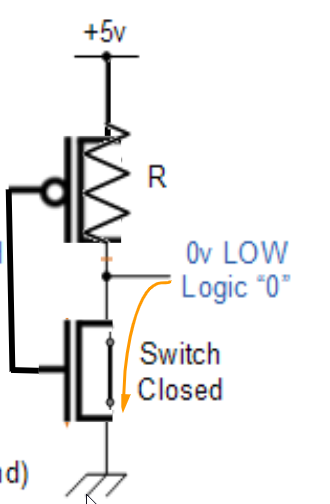 +5v
R
0v LOW
Logic “0”
Switch
Closed
nd)